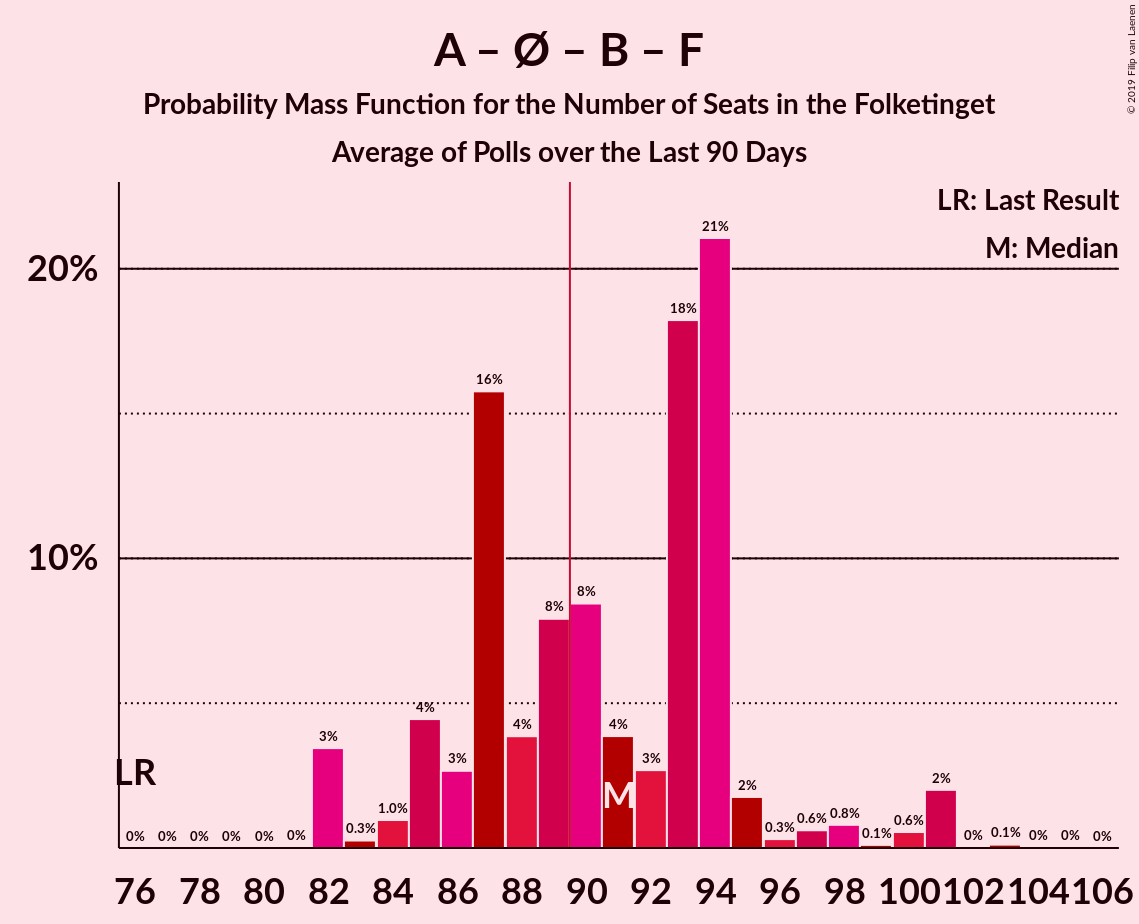 A – Ø – B – F
Probability Mass Function for the Number of Seats in the Folketinget
Average of Polls over the Last 90 Days
© 2019 Filip van Laenen
LR: Last Result
M: Median
20%
10%
LR
M
0% 0% 0% 0% 0% 0% 3% 0.3% 1.0% 4% 3% 16% 4% 8% 8% 4% 3% 18% 21% 2% 0.3% 0.6% 0.8% 0.1% 0.6% 2% 0% 0.1% 0% 0% 0%
76 78 80 82 84 86 88 90 92 94 96 98 100 102 104 106